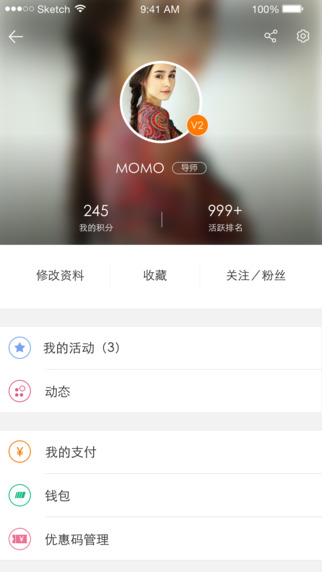 Sketch 9:41 AM 100%
V2
MOMO 导师
245 999+
我的积分 活跃排名
修改资料 收藏 关注／粉丝
我的活动（3）
动态
¥ 我的支付
钱包
¥ 优惠码管理